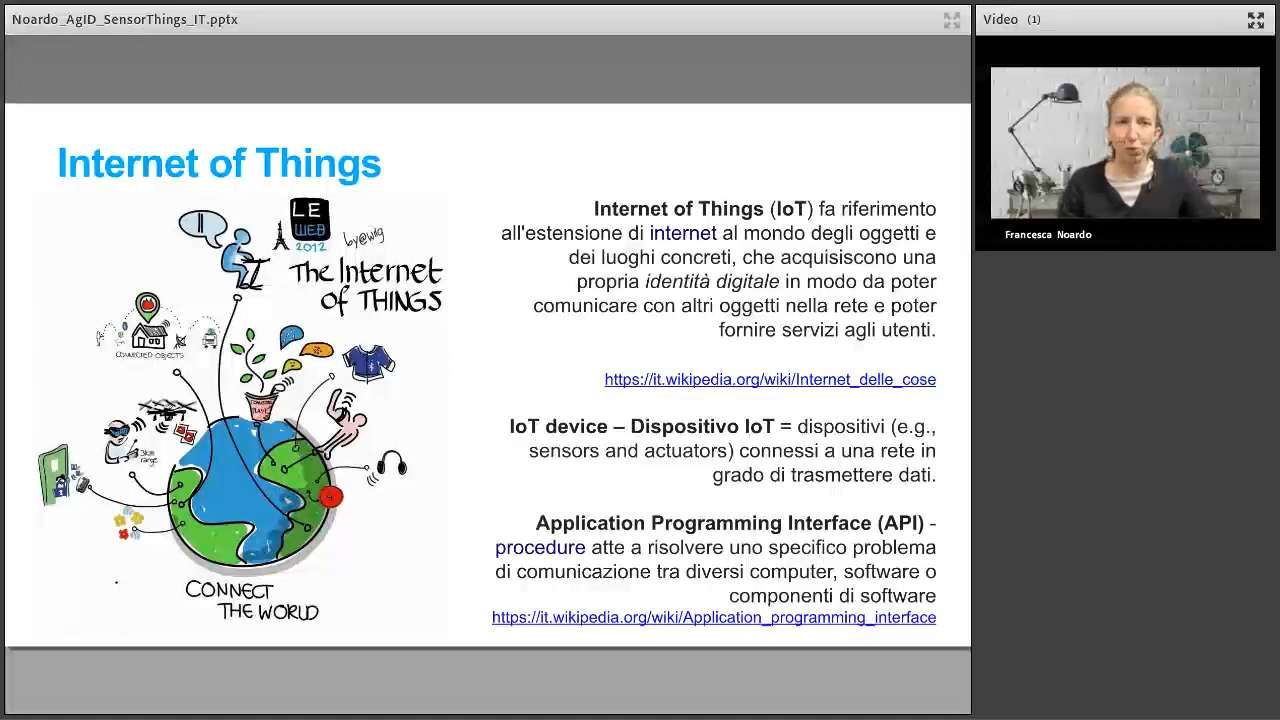 Noardo_AgID_SensorThings_IT.pptx
Video (1)
Francesca Noardo
Internet of Things
LE
WEB
2012
by@wilg
The Internet
of THINGS
CONNECTED OBJECTS
3km
range
CONNECT
THE WORLD
Internet of Things (IoT) fa riferimento
all'estensione di internet al mondo degli oggetti e
dei luoghi concreti, che acquisiscono una
propria identità digitale in modo da poter
comunicare con altri oggetti nella rete e poter
fornire servizi agli utenti.
https://it.wikipedia.org/wiki/Internet_delle_cose
IoT device – Dispositivo IoT = dispositivi (e.g.,
sensors and actuators) connessi a una rete in
grado di trasmettere dati.
Application Programming Interface (API) -
procedure atte a risolvere uno specifico problema
di comunicazione tra diversi computer, software o
componenti di software
https://it.wikipedia.org/wiki/Application_programming_interface